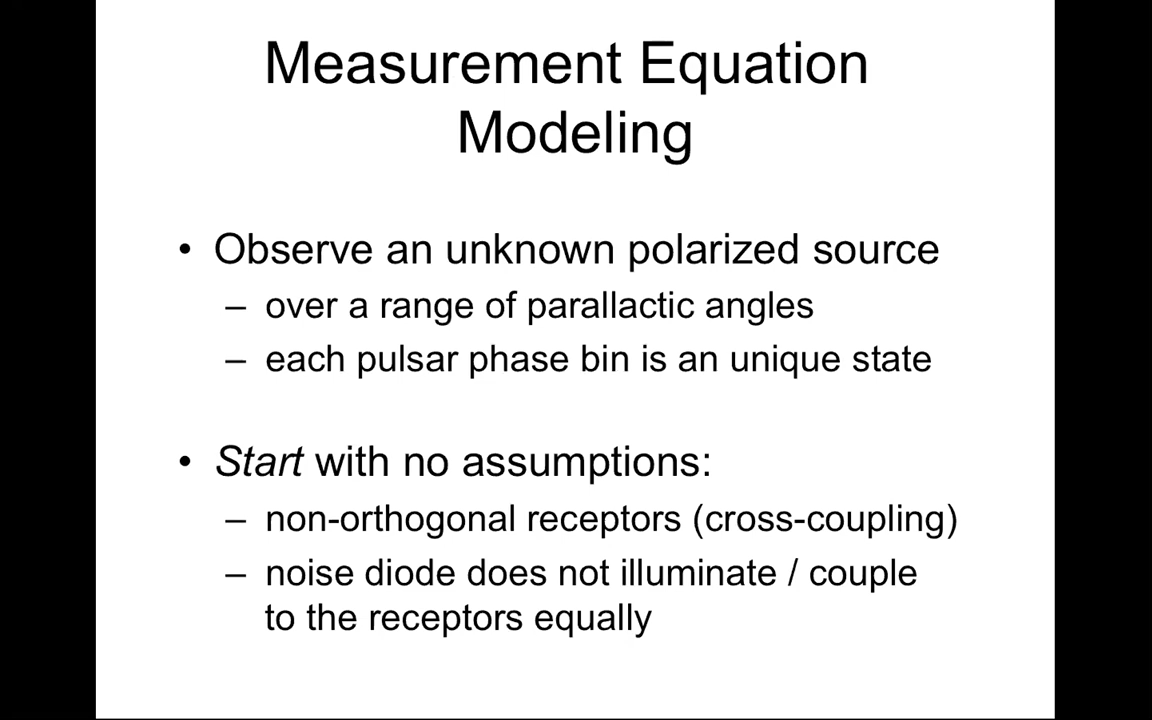 Measurement Equation
Modeling
• Observe an unknown polarized source
– over a range of parallactic angles
– each pulsar phase bin is an unique state
• Start with no assumptions:
– non-orthogonal receptors (cross-coupling)
– noise diode does not illuminate / couple
to the receptors equally